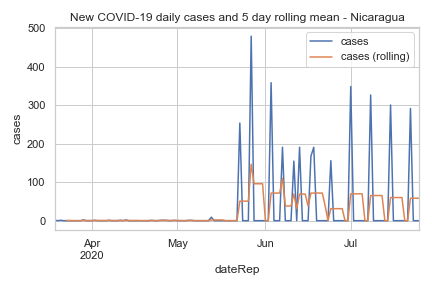 New COVID-19 daily cases and 5 day rolling mean - Nicaragua
500
400
300
200
100
0
cases
cases
cases (rolling)
Apr
2020
May
Jun
Jul
dateRep